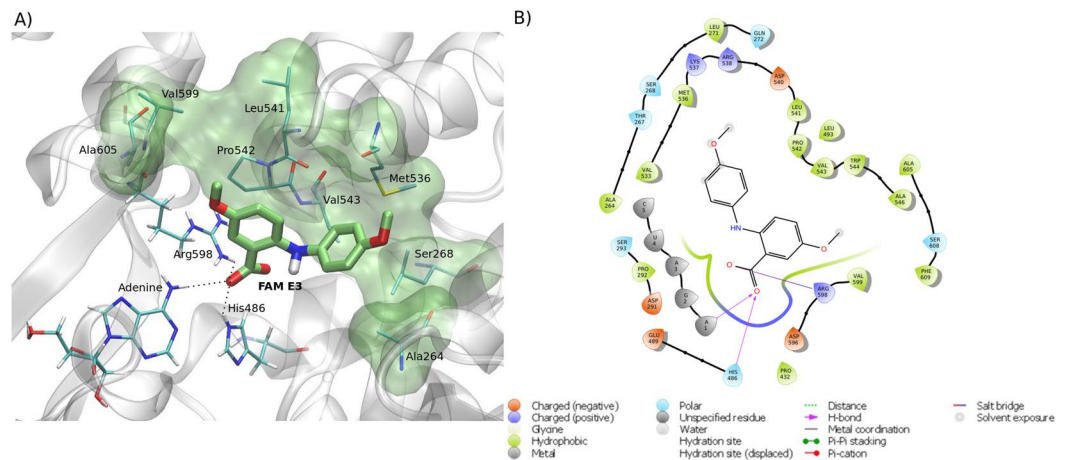 A)
Val599
Leu541
Ala605
Pro542
Met536
Val543
Arg598
Ser268
Adenine
FAM E3
His486
Ala264
B)
LEU 271
GLN 272
LYS 537
ARG 538
ASP 540
SER 268
MET 536
LEU 541
THR 267
LEU 493
PRO 542
VAL 543
TRP 544
ALA 605
VAL 533
ALA 546
ALA 264
O
C 5
U 4
HN
SER 293
SER 608
A 3
O
PRO 292
O
PHE 609
G 2
VAL 599
ASP 291
O
ARG 598
A 1
GLU 489
ASP 596
HIS 486
PRO 432
Charged (negative)
Charged (positive)
Glycine
Hydrophobic
Metal
Polar
Unspecified residue
Water
Hydration site
Hydration site (displaced)
Distance
H-bond
Metal coordination
Pi-Pi stacking
Pi-cation
Salt bridge
Solvent exposure